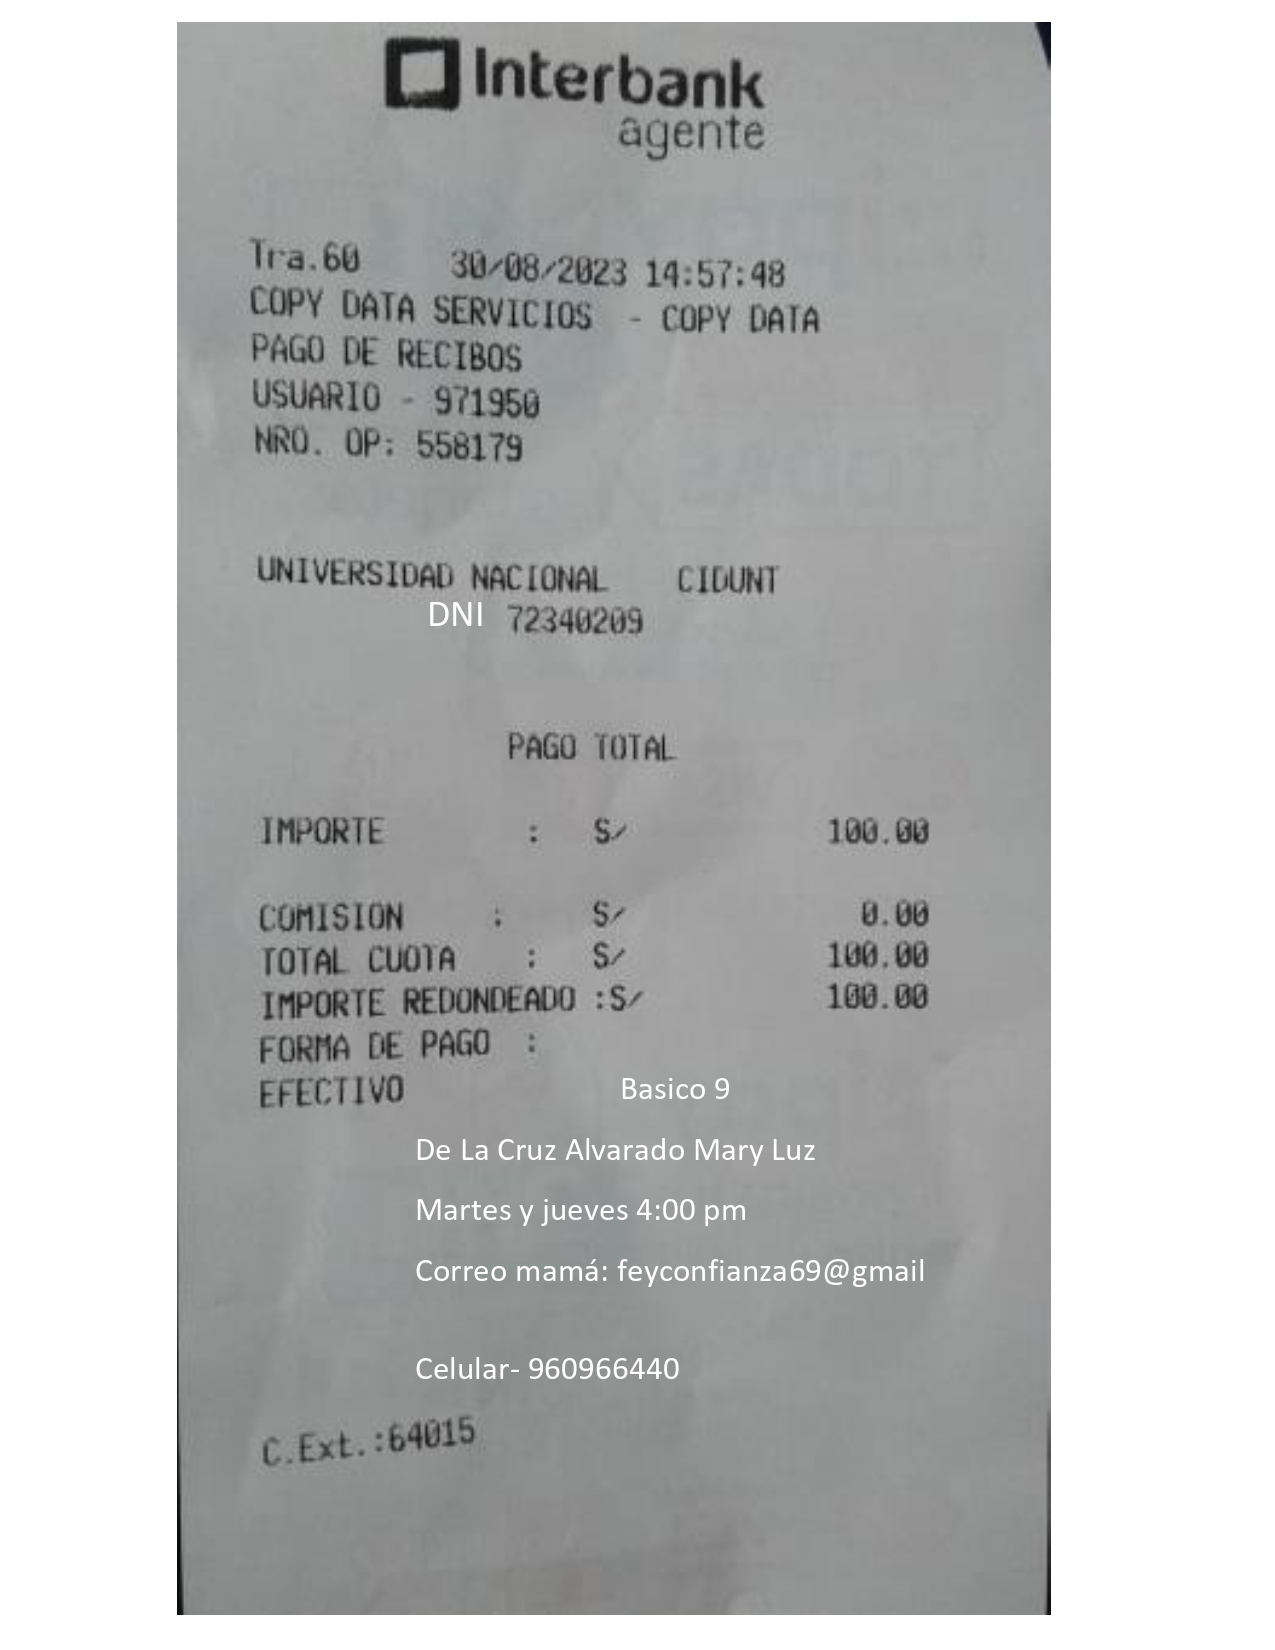 Interbank
agente
Tra.60 30/08/2023 14:57:48
COPY DATA SERVICIOS - COPY DATA
PAGO DE RECIBOS
USUARIO - 971950
NRO. OP: 558179
UNIVERSIDAD NACIONAL CIDUNT
DNI 72340209
PAGO TOTAL
IMPORTE : S/ 100.00
COMISION : S/ 0.00
TOTAL CUOTA : S/ 100.00
IMPORTE REDONDEADO :S/ 100.00
FORMA DE PAGO :
EFECTIVO
Basico 9
De La Cruz Alvarado Mary Luz
Martes y jueves 4:00 pm
Correo mamá: feyconfianza69@gmail
Celular- 960966440
C.Ext.:64015